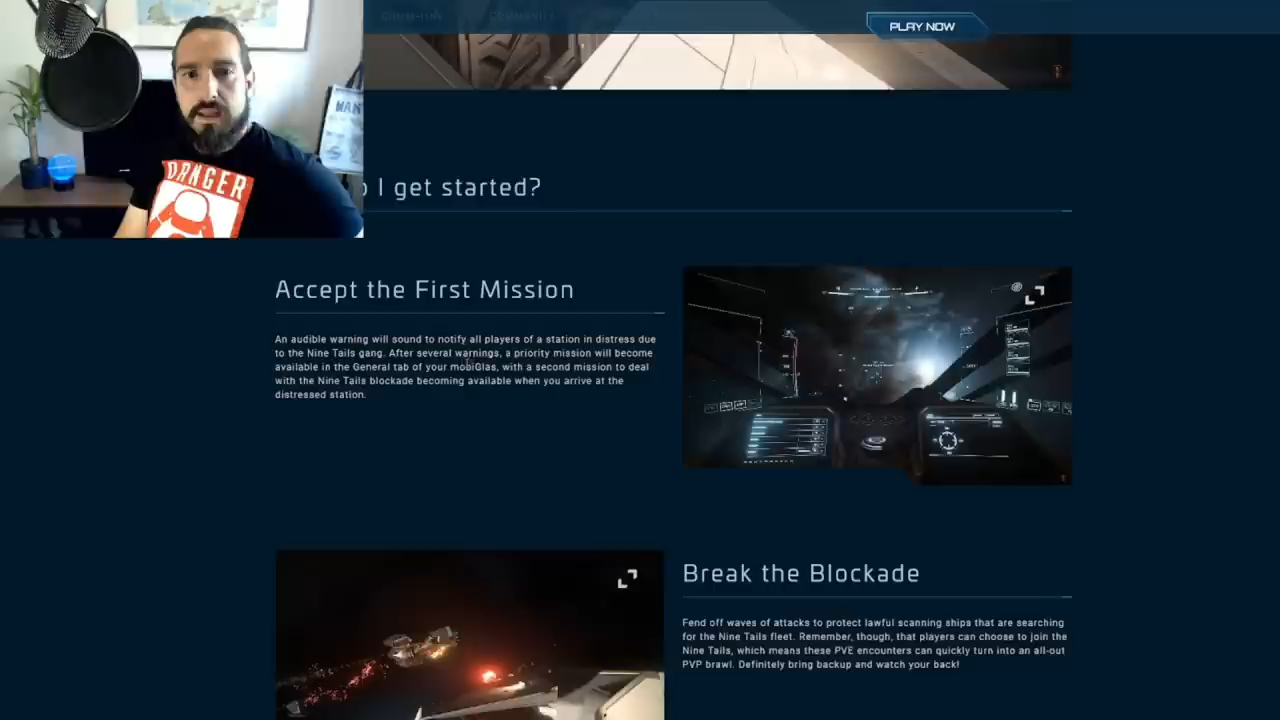 PLAY NOW
WAN
DANGER
I get started?
Accept the First Mission
An audible warning will sound to notify all players of a station in distress due
to the Nine Tails gang. After several warnings, a priority mission will become
available in the General tab of your mobiGlas, with a second mission to deal
with the Nine Tails blockade becoming available when you arrive at the
distressed station.
Break the Blockade
Fend off waves of attacks to protect lawful scanning ships that are searching
for the Nine Tails fleet. Remember, though, that players can choose to join the
Nine Tails, which means these PVE encounters can quickly turn into an all-out
PVP brawl. Definitely bring backup and watch your back!